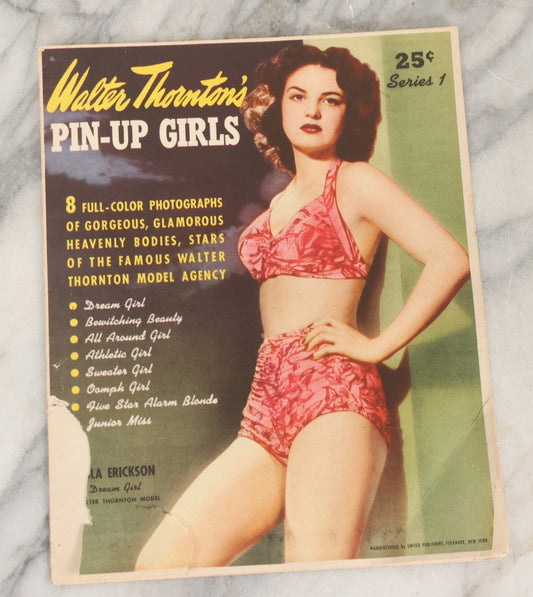 Walter Thornton's
PIN-UP GIRLS
25¢
Series 1
8 FULL-COLOR PHOTOGRAPHS
OF GORGEOUS, GLAMOROUS
HEAVENLY BODIES, STARS
OF THE FAMOUS WALTER
THORNTON MODEL AGENCY
Dream Girl
Bewitching Beauty
All Around Girl
Athletic Girl
Sweater Girl
Oomph Girl
Five Star Alarm Blonde
Junior Miss
LA ERICKSON
Dream Girl
LTER THORNTON MODEL
MANUFACTURED BY UNITED PUBLISHERS, TUCKAHOE, NEW YORK